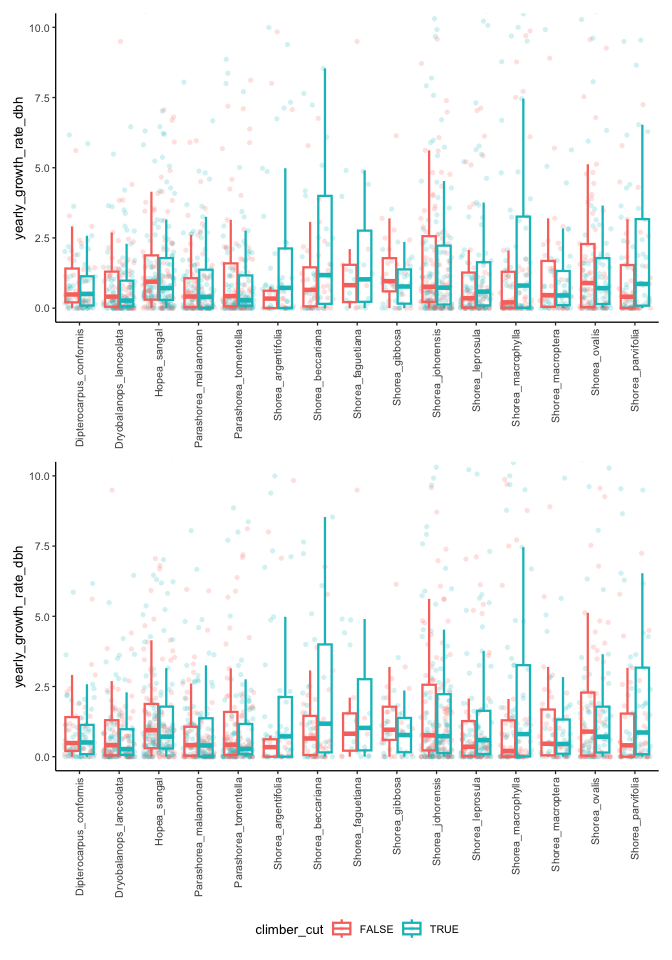 10.0
7.5
5.0
2.5
0.0
yearly_growth_rate_dbh
Dipterocarpus_conformis
Dryobalanops_lanceolata
Hopea_sangal
Parashorea_malaanonan
Parashorea_tomentella
Shorea_argentifolia
Shorea_beccariana
Shorea_faguetiana
Shorea_gibbosa
Shorea_johorensis
Shorea_leprosula
Shorea_macrophylla
Shorea_macroptera
Shorea_ovalis
Shorea_parvifolia
10.0
7.5
5.0
2.5
0.0
yearly_growth_rate_dbh
Dipterocarpus_conformis
Dryobalanops_lanceolata
Hopea_sangal
Parashorea_malaanonan
Parashorea_tomentella
Shorea_argentifolia
Shorea_beccariana
Shorea_faguetiana
Shorea_gibbosa
Shorea_johorensis
Shorea_leprosula
Shorea_macrophylla
Shorea_macroptera
Shorea_ovalis
Shorea_parvifolia
climber_cut FALSE TRUE